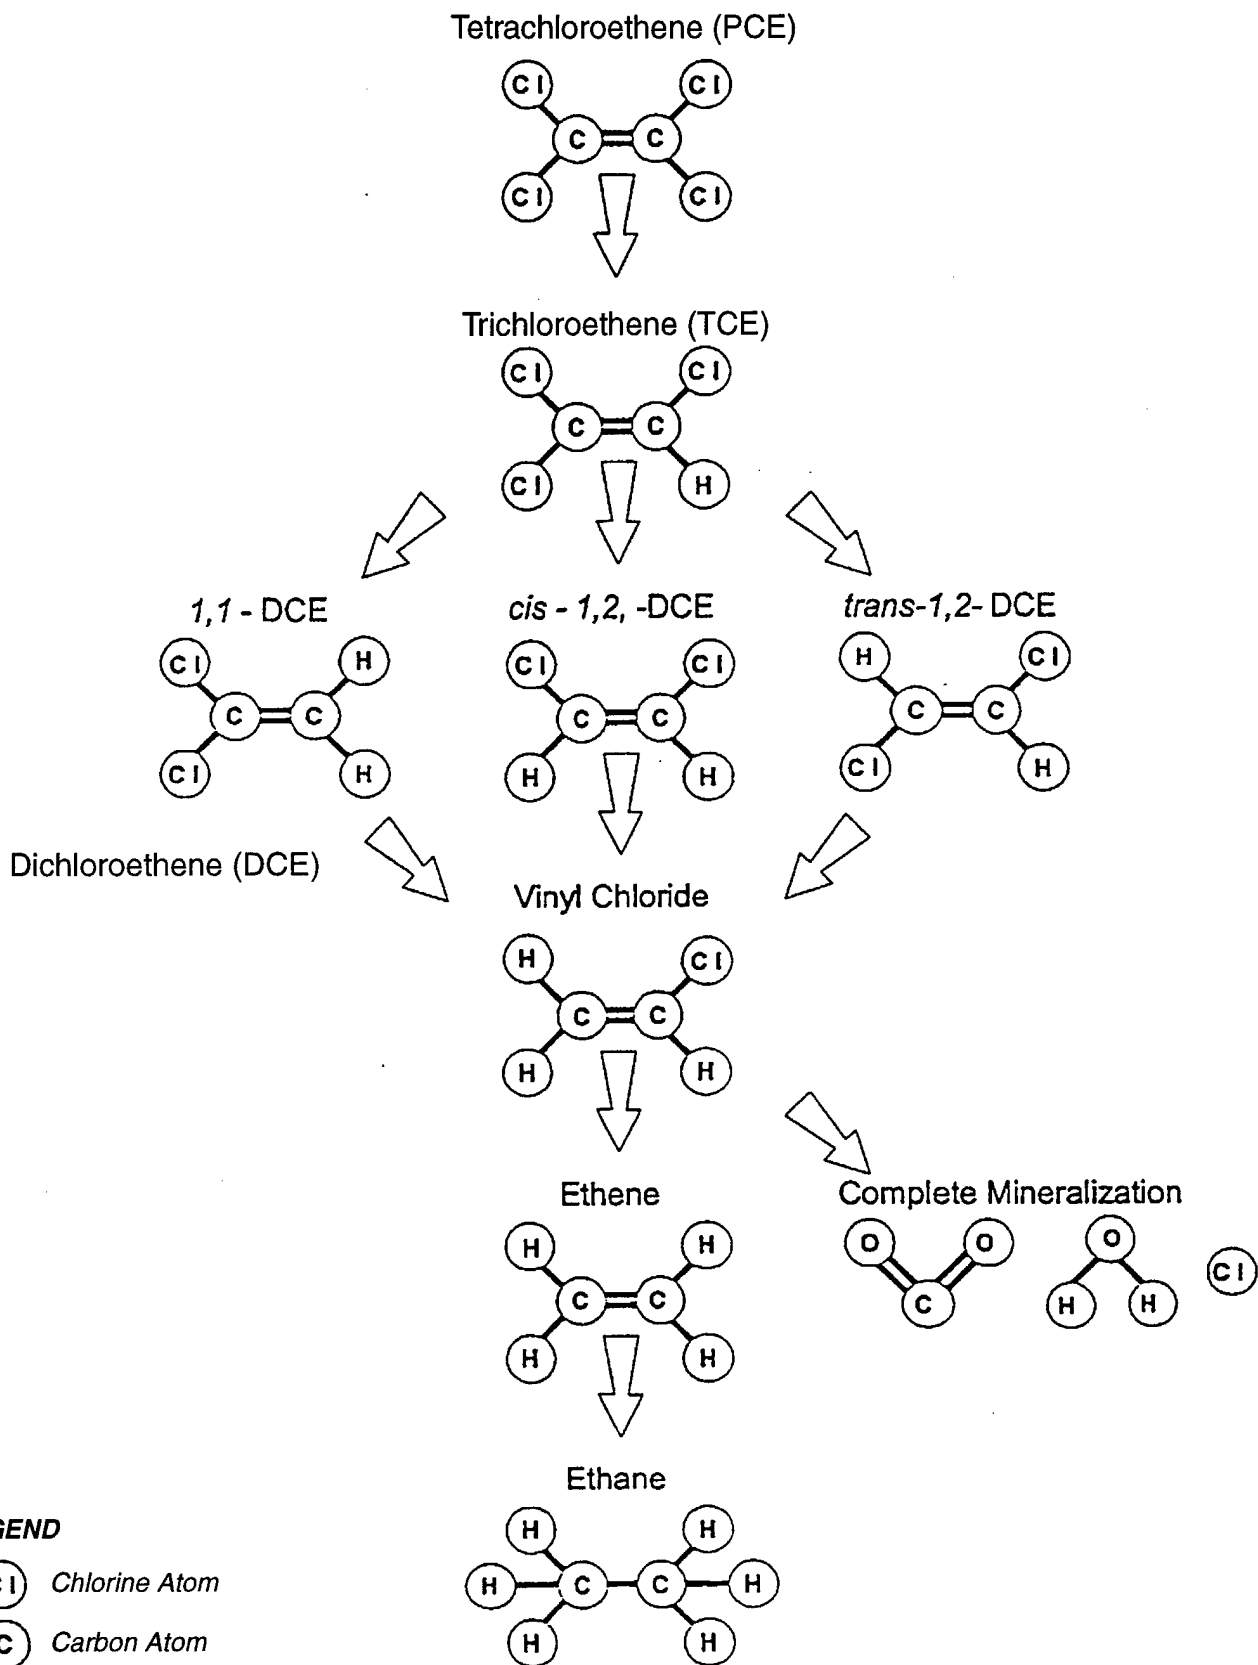 Tetrachloroethene (PCE)
Cl Cl
C C
Cl Cl
Trichloroethene (TCE)
Cl Cl
C C
Cl H
1,1 - DCE cis - 1,2, -DCE trans-1,2- DCE
Cl H Cl Cl H Cl
C C C C C C
Cl H H H Cl H
Dichloroethene (DCE)
Vinyl Chloride
H Cl
C C
H H
Ethene Complete Mineralization
H H O O O Cl
C C C H H
H H
Ethane
H H
H C C H
H H
GEND
Cl Chlorine Atom
C Carbon Atom